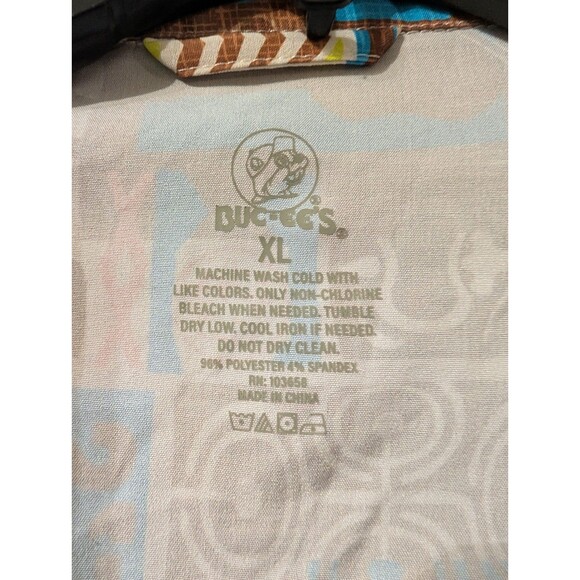 BUC-EE'S®
XL
MACHINE WASH COLD WITH
LIKE COLORS. ONLY NON-CHLORINE
BLEACH WHEN NEEDED. TUMBLE
DRY LOW. COOL IRON IF NEEDED.
DO NOT DRY CLEAN.
96% POLYESTER 4% SPANDEX
RN: 103658
MADE IN CHINA